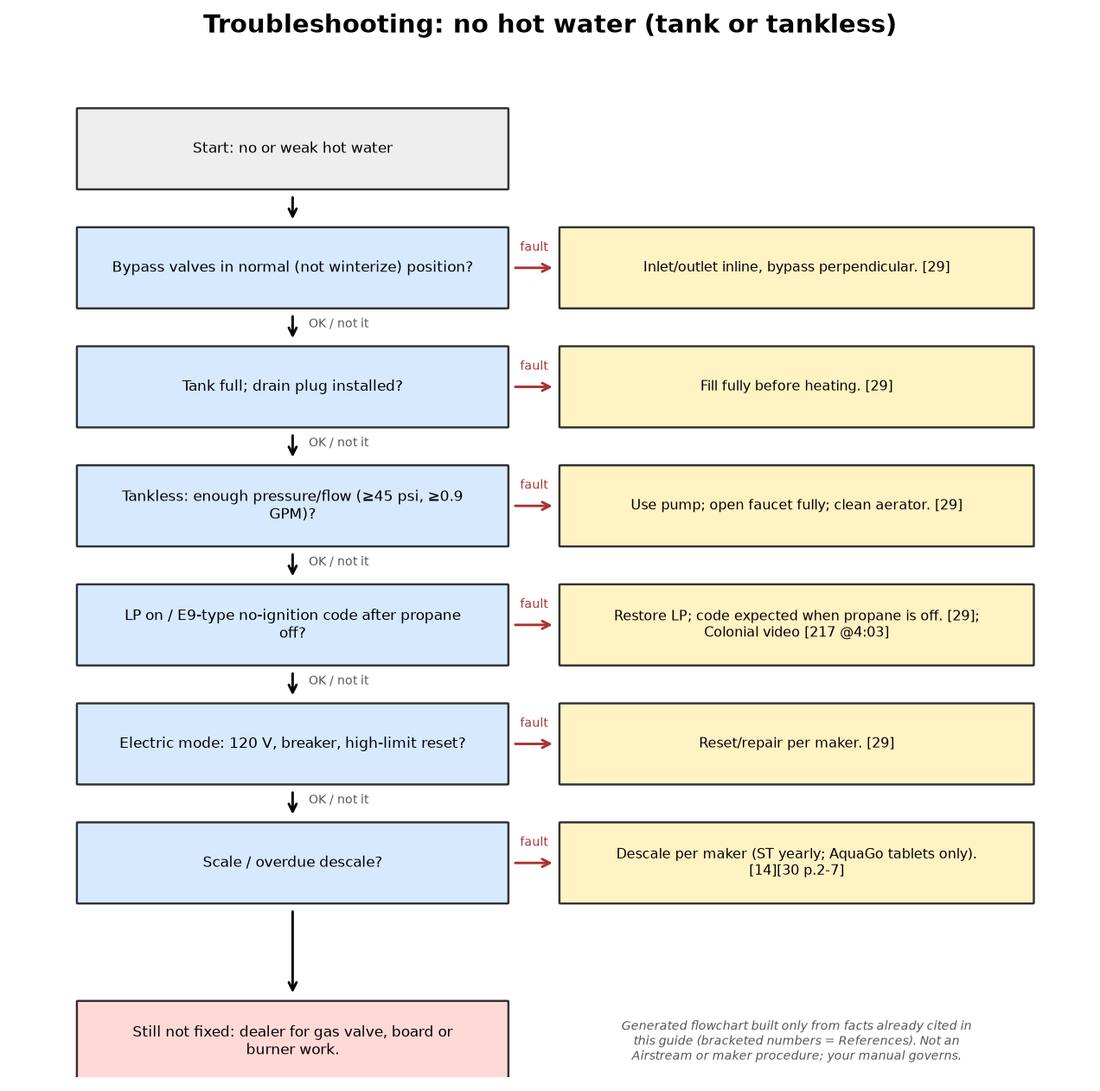 Troubleshooting: no hot water (tank or tankless)
Start: no or weak hot water
Bypass valves in normal (not winterize) position?
fault
Inlet/outlet inline, bypass perpendicular. [29]
OK / not it
Tank full; drain plug installed?
fault
Fill fully before heating. [29]
OK / not it
Tankless: enough pressure/flow (≥45 psi, ≥0.9
GPM)?
fault
Use pump; open faucet fully; clean aerator. [29]
OK / not it
LP on / E9-type no-ignition code after propane
off?
fault
Restore LP; code expected when propane is off. [29];
Colonial video [217 @4:03]
OK / not it
Electric mode: 120 V, breaker, high-limit reset?
fault
Reset/repair per maker. [29]
OK / not it
Scale / overdue descale?
fault
Descale per maker (ST yearly; AquaGo tablets only).
[14][30 p.2-7]
Still not fixed: dealer for gas valve, board or
burner work.
Generated flowchart built only from facts already cited in
this guide (bracketed numbers = References). Not an
Airstream or maker procedure; your manual governs.